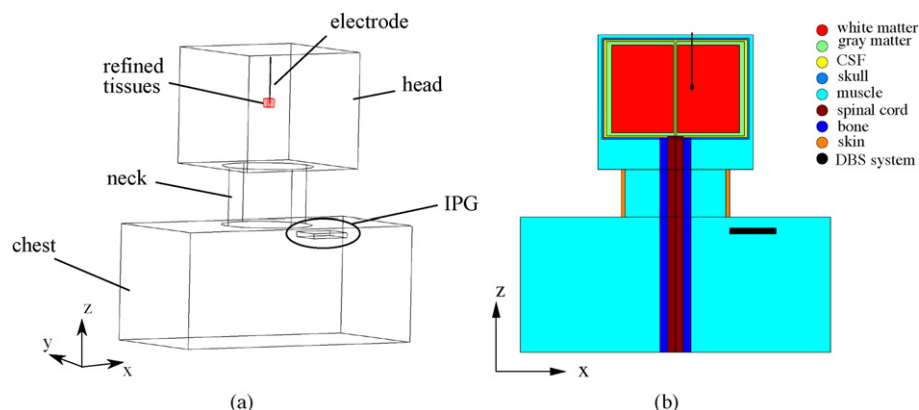 electrode
refined
tissues
head
neck
IPG
chest
z
y
x
(a)
z
x
(b)
white matter
gray matter
CSF
skull
muscle
spinal cord
bone
skin
DBS system